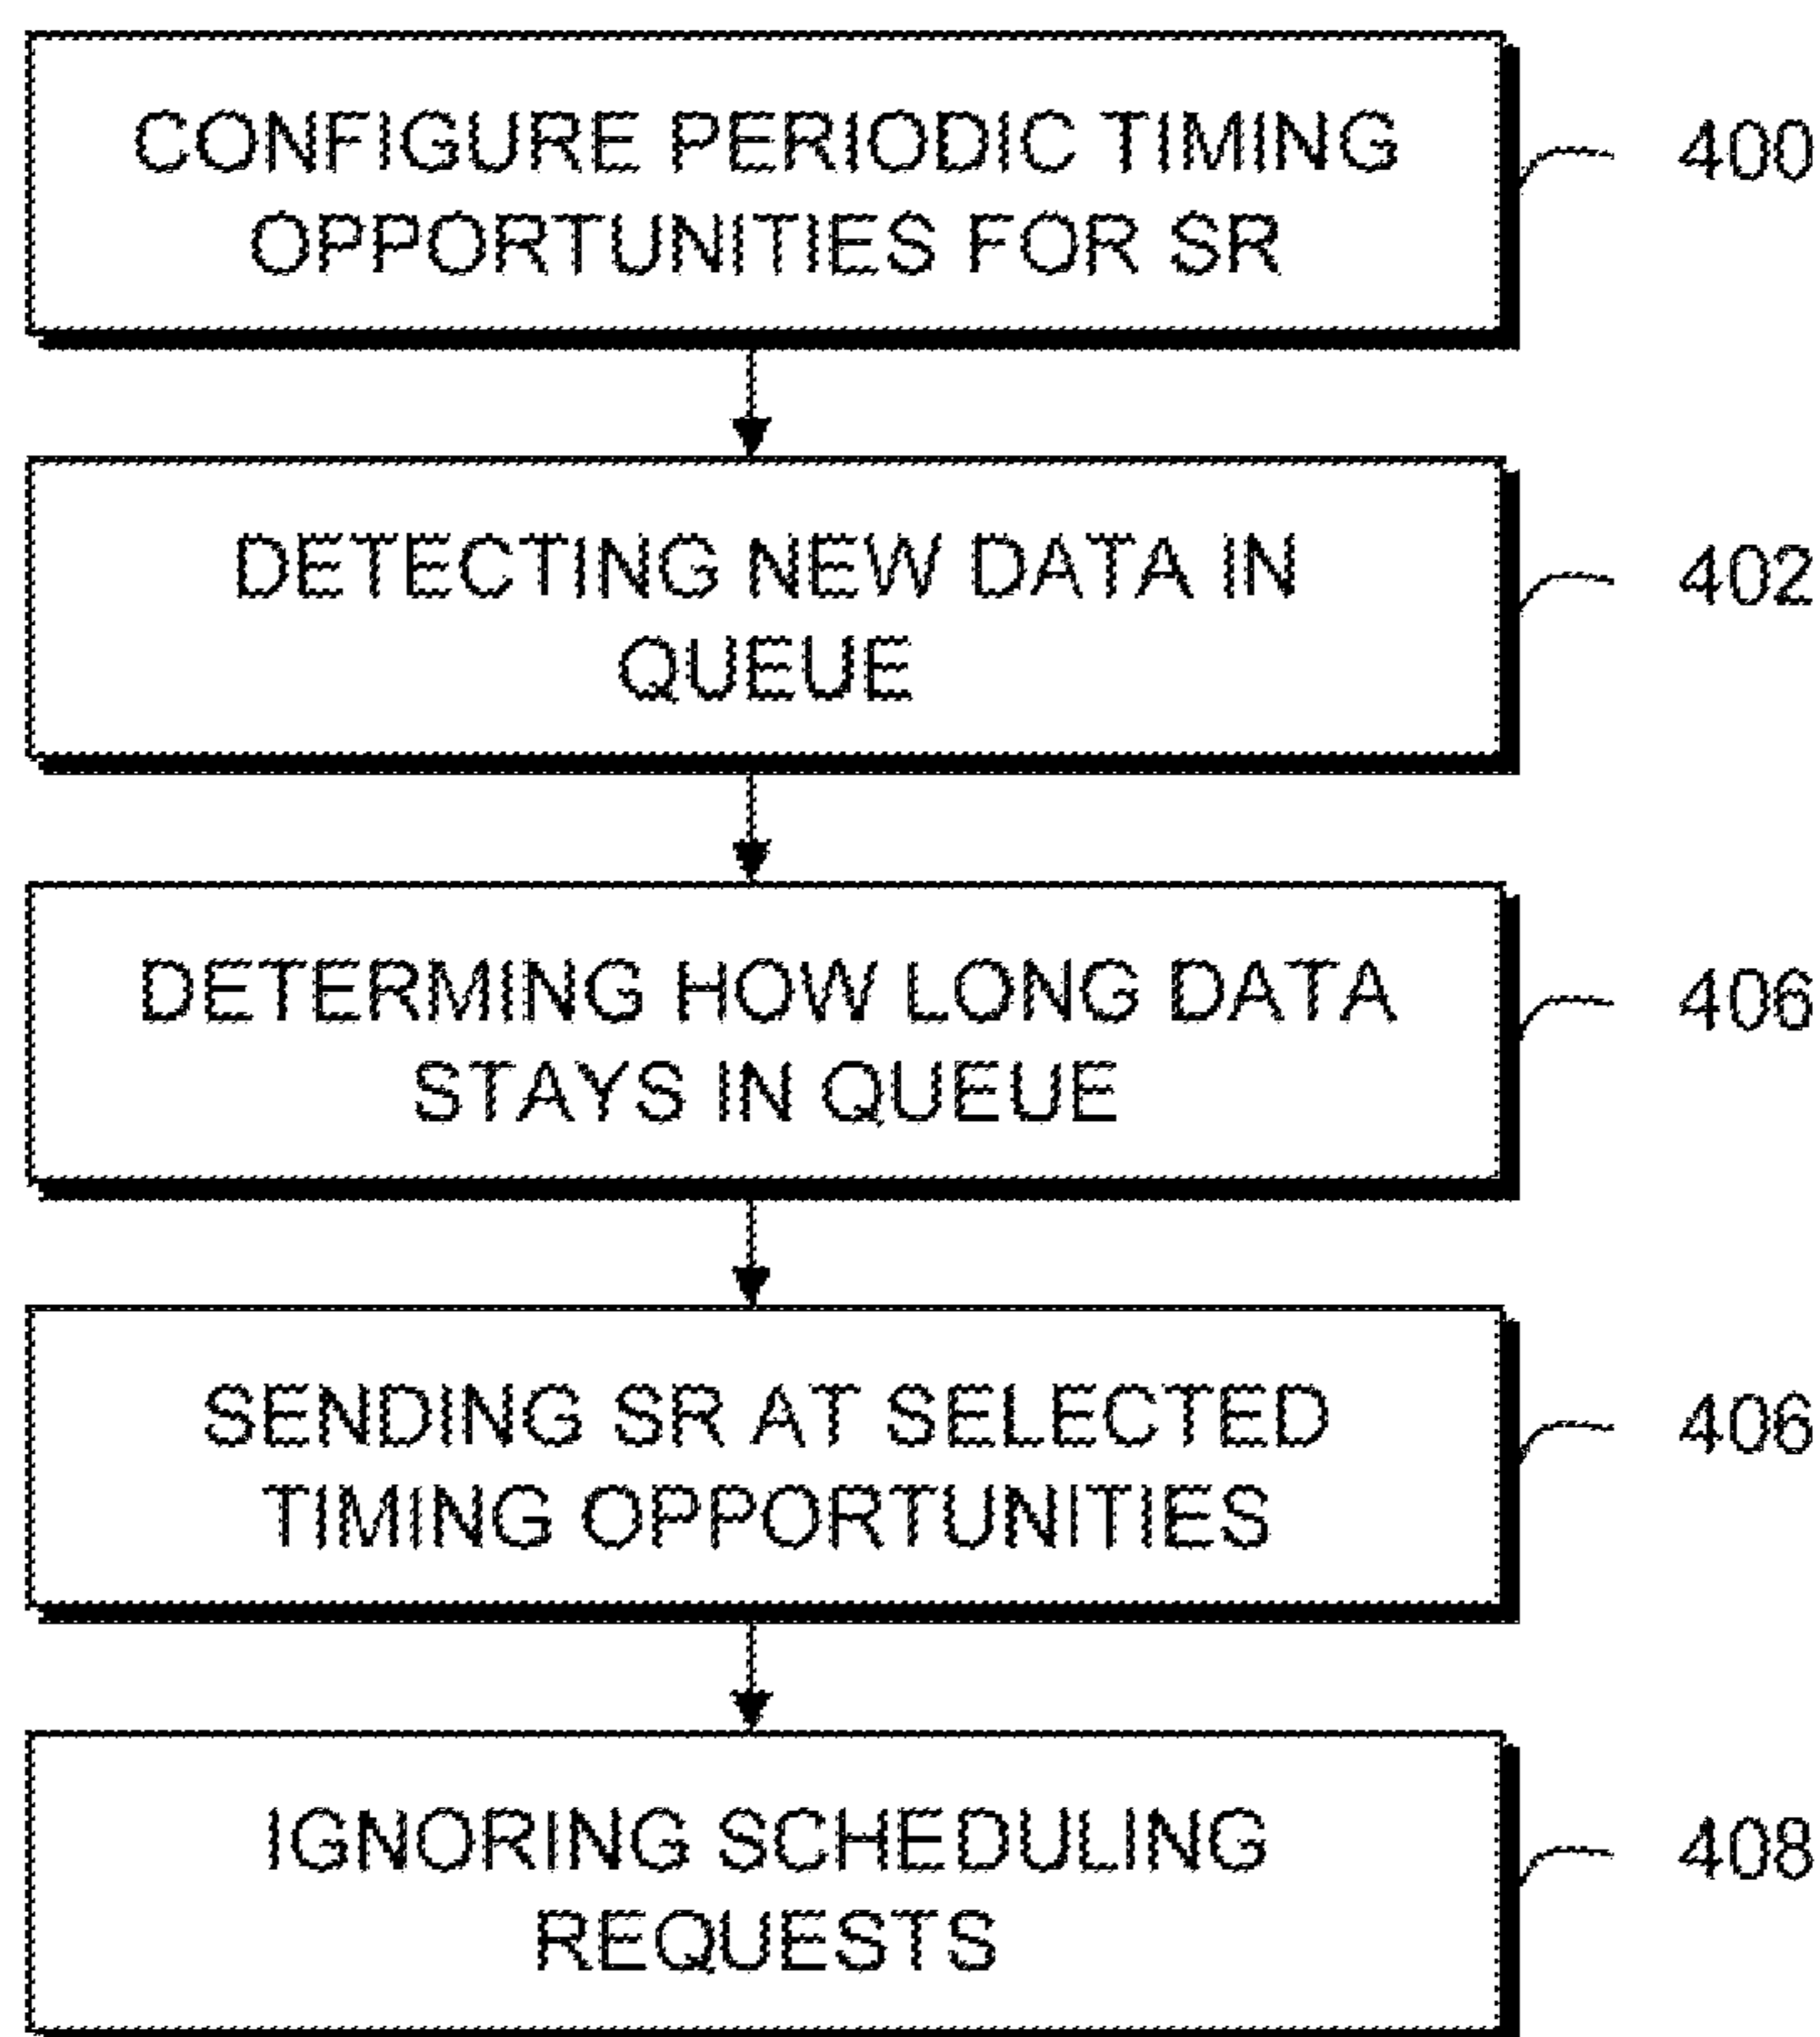 CONFIGURE PERIODIC TIMING
OPPORTUNITIES FOR SR
400
DETECTING NEW DATA IN
QUEUE
402
DETERMING HOW LONG DATA
STAYS IN QUEUE
406
SENDING SR AT SELECTED
TIMING OPPORTUNITIES
406
IGNORING SCHEDULING
REQUESTS
408